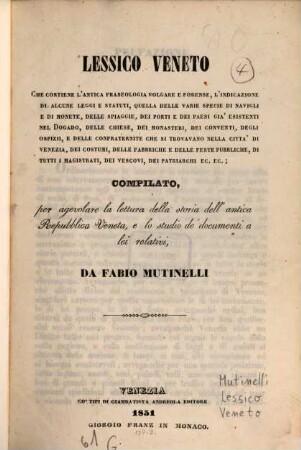 LESSICO VENETO
4
CHE CONTIENE L'ANTICA FRASEOLOGIA VOLGARE E FORENSE, L'INDICAZIONE
DI ALCUNE LEGGI E STATUTI, QUELLA DELLE VARIE SPECIE DI NAVIGLI
E DI MONETE, DELLE SPIAGGIE, DEI PORTI E DEI PAESI GIA' ESISTENTI
NEL DOGADO, DELLE CHIESE, DEI MONASTERI, DEI CONVENTI, DEGLI
OSPIZII, E DELLE CONFRATERNITE CHE SI TROVAVANO NELLA CITTA' DI
VENEZIA, DEI COSTUMI, DELLE FABBRICHE E DELLE FESTE PUBBLICHE, DI
TUTTI I MAGISTRATI, DEI VESCOVI, DEI PATRIARCHI EC. EC.;
COMPILATO,
per agevolare la lettura della storia dell'antica
Repubblica Veneta, e lo studio de' documenti a
lei relativi,
DA FABIO MUTINELLI
Mutinelli
Lessico
Veneto
VENEZIA
CO' TIPI DI GIAMBATISTA ANDREOLA EDITORE
1851
GIORGIO FRANZ IN MONACO.
61 G.